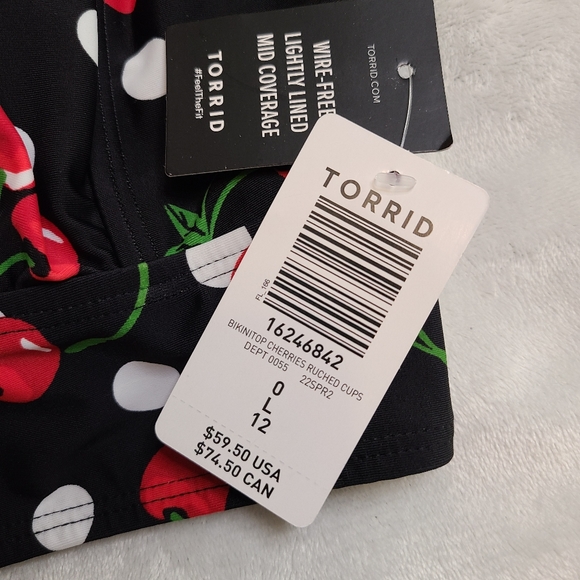 TORRID.COM
WIRE-FREE
LIGHTLY LINED
MID COVERAGE
TORRID
#FeelTheFit
TORRID
FL 166
16246842
BIKINITOP CHERRIES RUCHED CUPS
DEPT 0055 22SPR2
0
L
12
$59.50 USA
$74.50 CAN